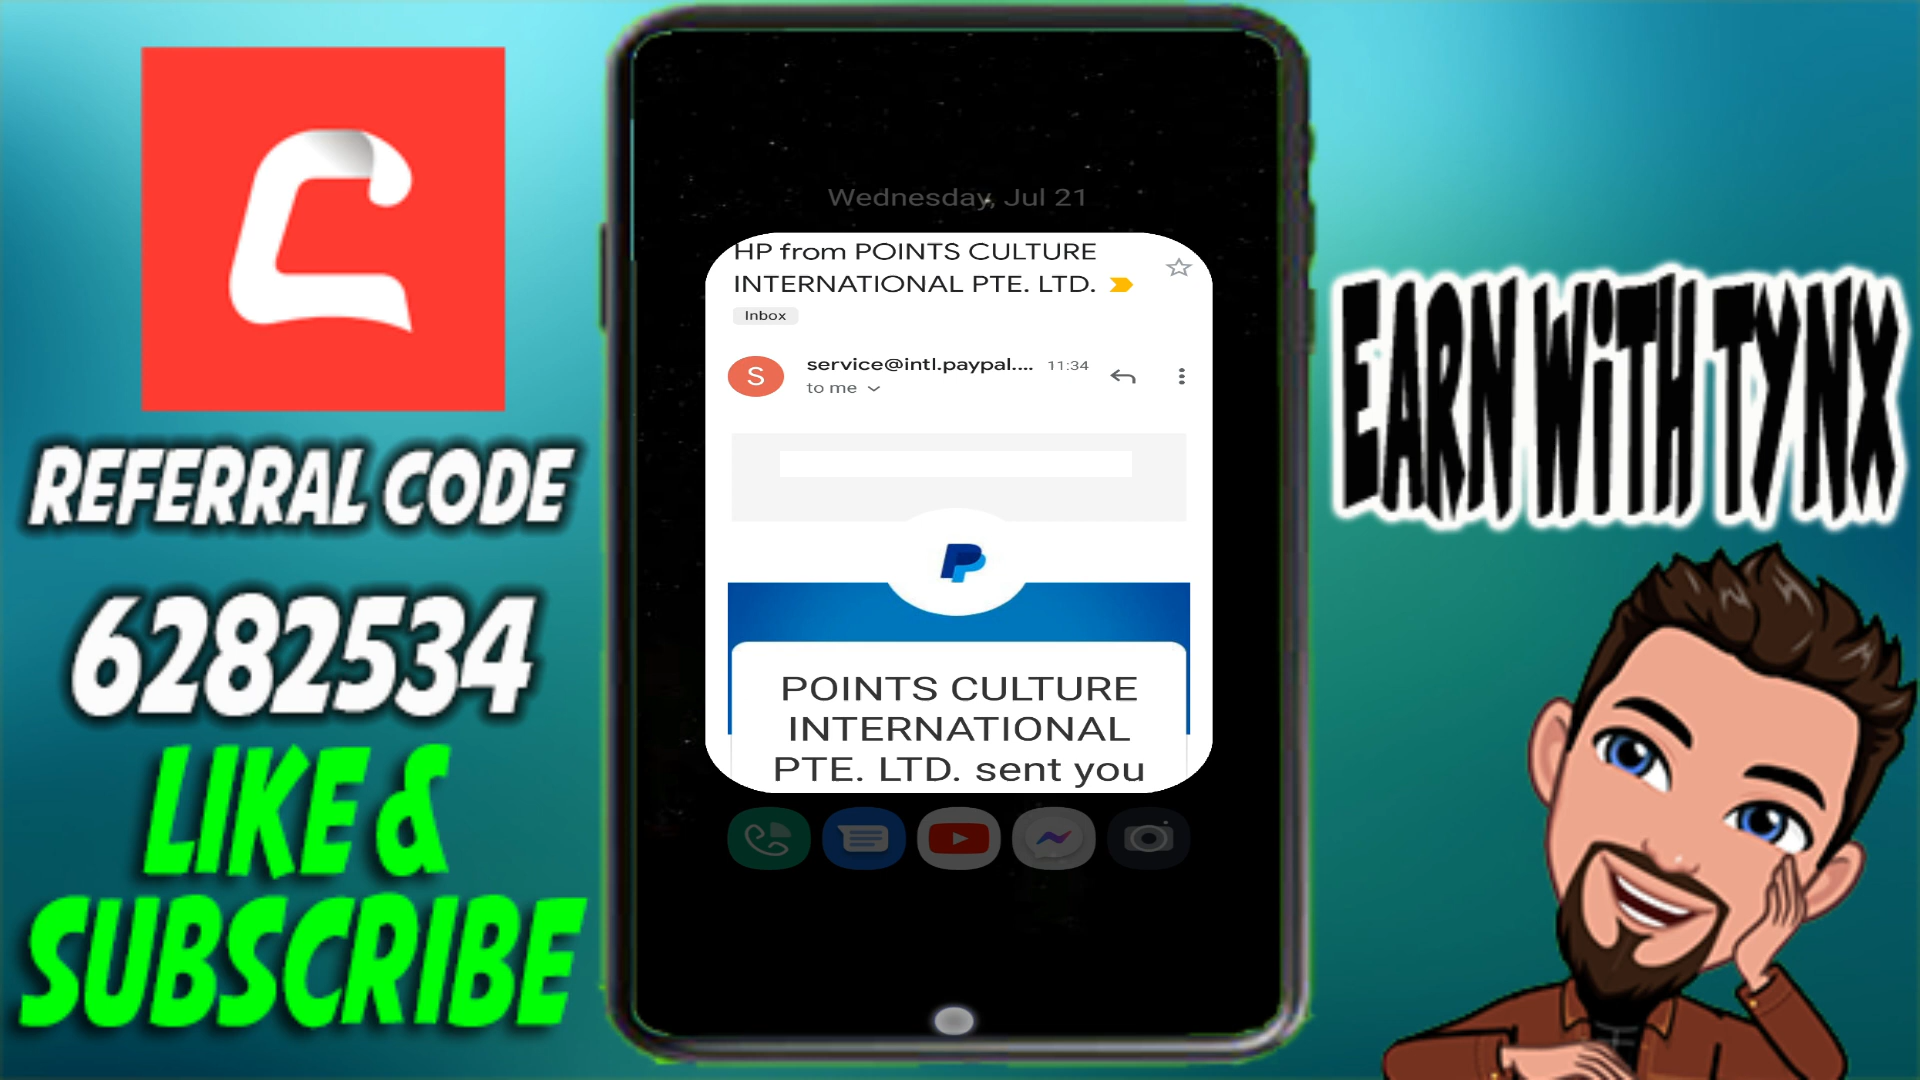 REFERRAL CODE
6282534
LIKE &
SUBSCRIBE
Wednesday, Jul 21
HP from POINTS CULTURE
INTERNATIONAL PTE. LTD.
Inbox
S
service@intl.paypal.... 11:34
to me
POINTS CULTURE
INTERNATIONAL
PTE. LTD. sent you
EARN WiTH TYNX